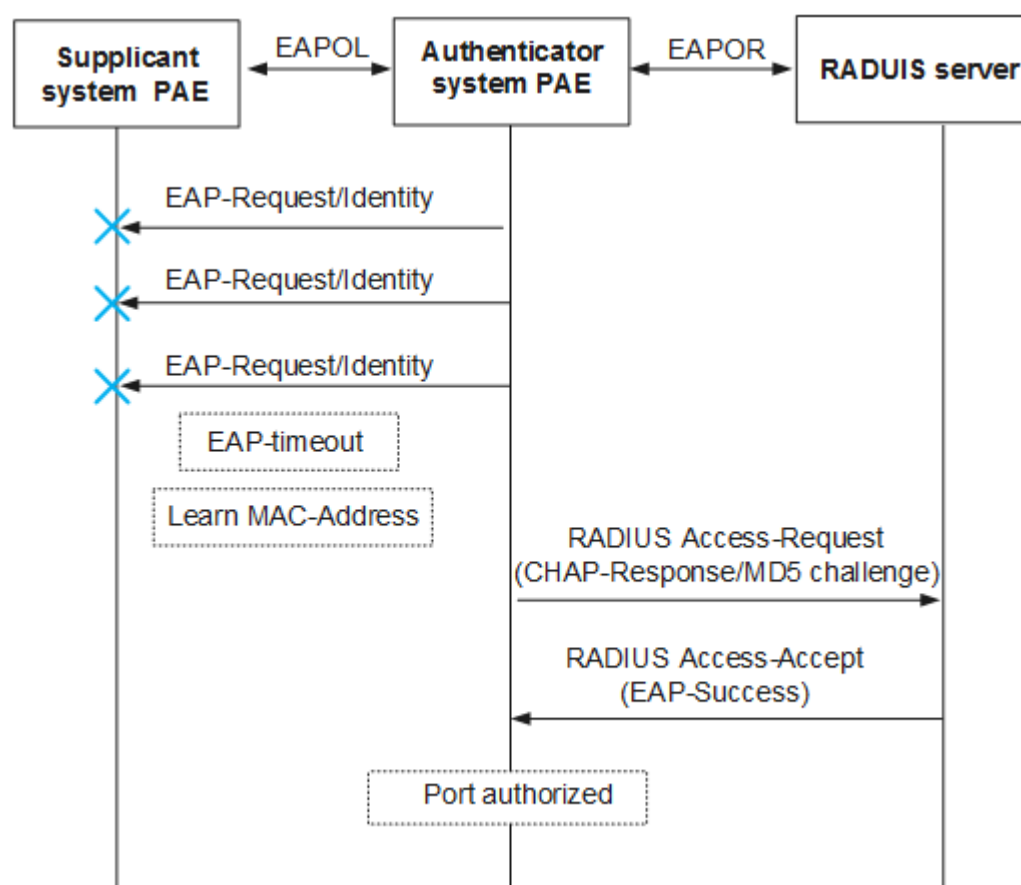 Supplicant
system PAE
EAPOL
Authenticator
system PAE
EAPOR
RADUIS server
EAP-Request/Identity
EAP-Request/Identity
EAP-Request/Identity
EAP-timeout
Learn MAC-Address
RADIUS Access-Request
(CHAP-Response/MD5 challenge)
RADIUS Access-Accept
(EAP-Success)
Port authorized